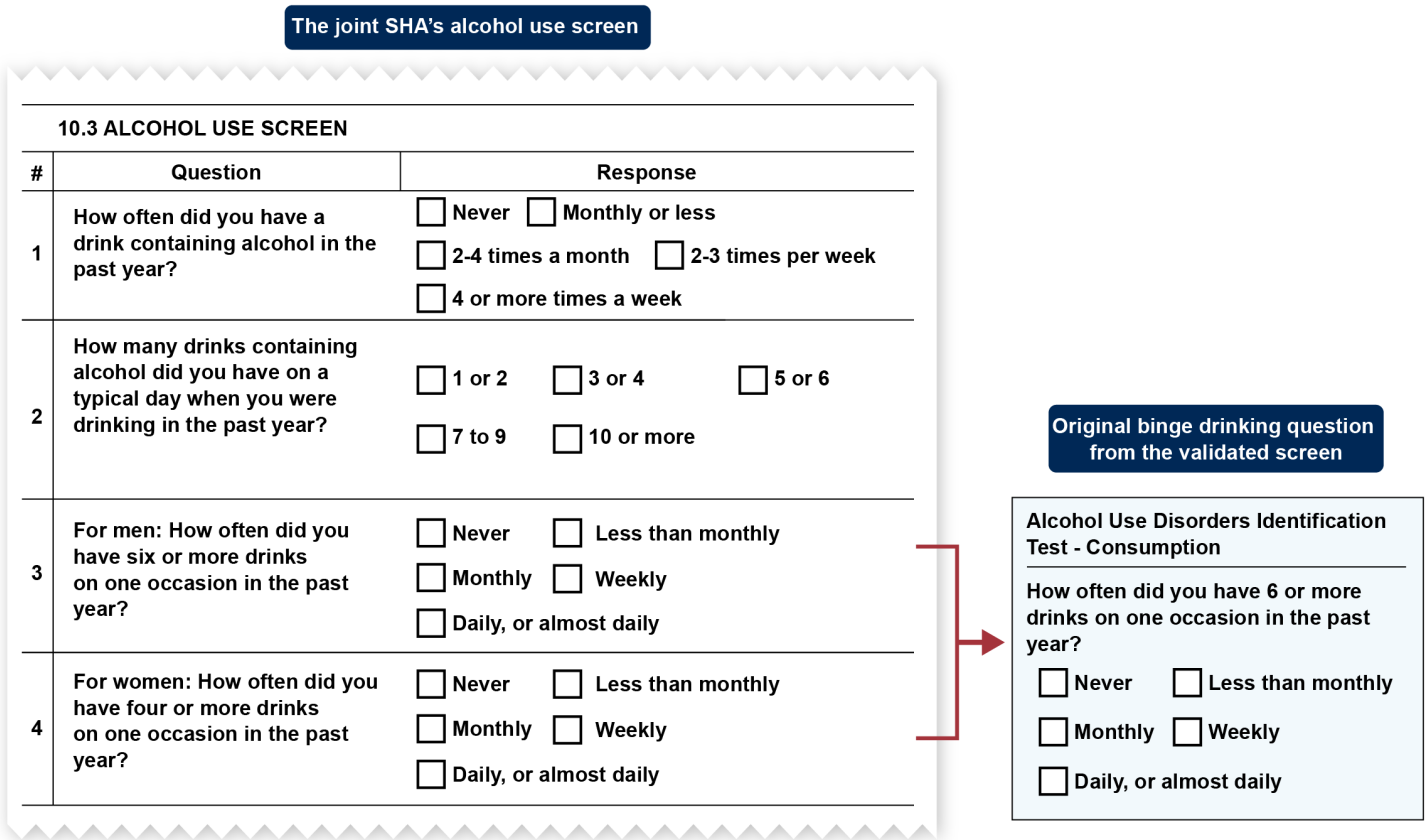 The joint SHA’s alcohol use screen
10.3 ALCOHOL USE SCREEN
# Question Response
1
How often did you have a
drink containing alcohol in the
past year?
Never Monthly or less
2-4 times a month 2-3 times per week
4 or more times a week
2
How many drinks containing
alcohol did you have on a
typical day when you were
drinking in the past year?
1 or 2 3 or 4 5 or 6
7 to 9 10 or more
3
For men: How often did you
have six or more drinks
on one occasion in the past
year?
Never Less than monthly
Monthly Weekly
Daily, or almost daily
4
For women: How often did you
have four or more drinks
on one occasion in the past
year?
Never Less than monthly
Monthly Weekly
Daily, or almost daily
Original binge drinking question
from the validated screen
Alcohol Use Disorders Identification
Test - Consumption
How often did you have 6 or more
drinks on one occasion in the past
year?
Never Less than monthly
Monthly Weekly
Daily, or almost daily